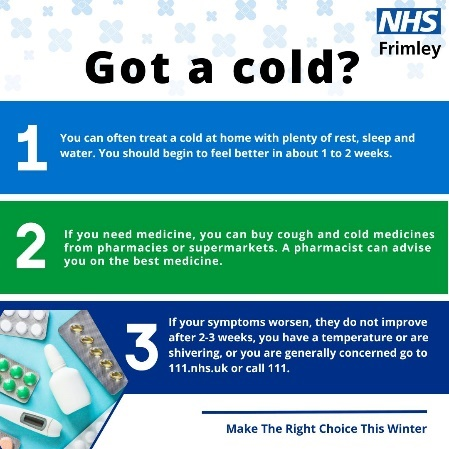 NHS
Frimley
Got a cold?
1
You can often treat a cold at home with plenty of rest, sleep and
water. You should begin to feel better in about 1 to 2 weeks.
2
If you need medicine, you can buy cough and cold medicines
from pharmacies or supermarkets. A pharmacist can advise
you on the best medicine.
3
If your symptoms worsen, they do not improve
after 2-3 weeks, you have a temperature or are
shivering, or you are generally concerned go to
111.nhs.uk or call 111.
Make The Right Choice This Winter